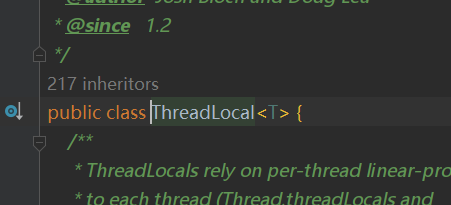 * @author Josh Bloch and Doug Lea
* @since 1.2
*/
217 inheritors
public class ThreadLocal<T> {
/**
* ThreadLocals rely on per-thread linear-pro
* to each thread (Thread.threadLocals and